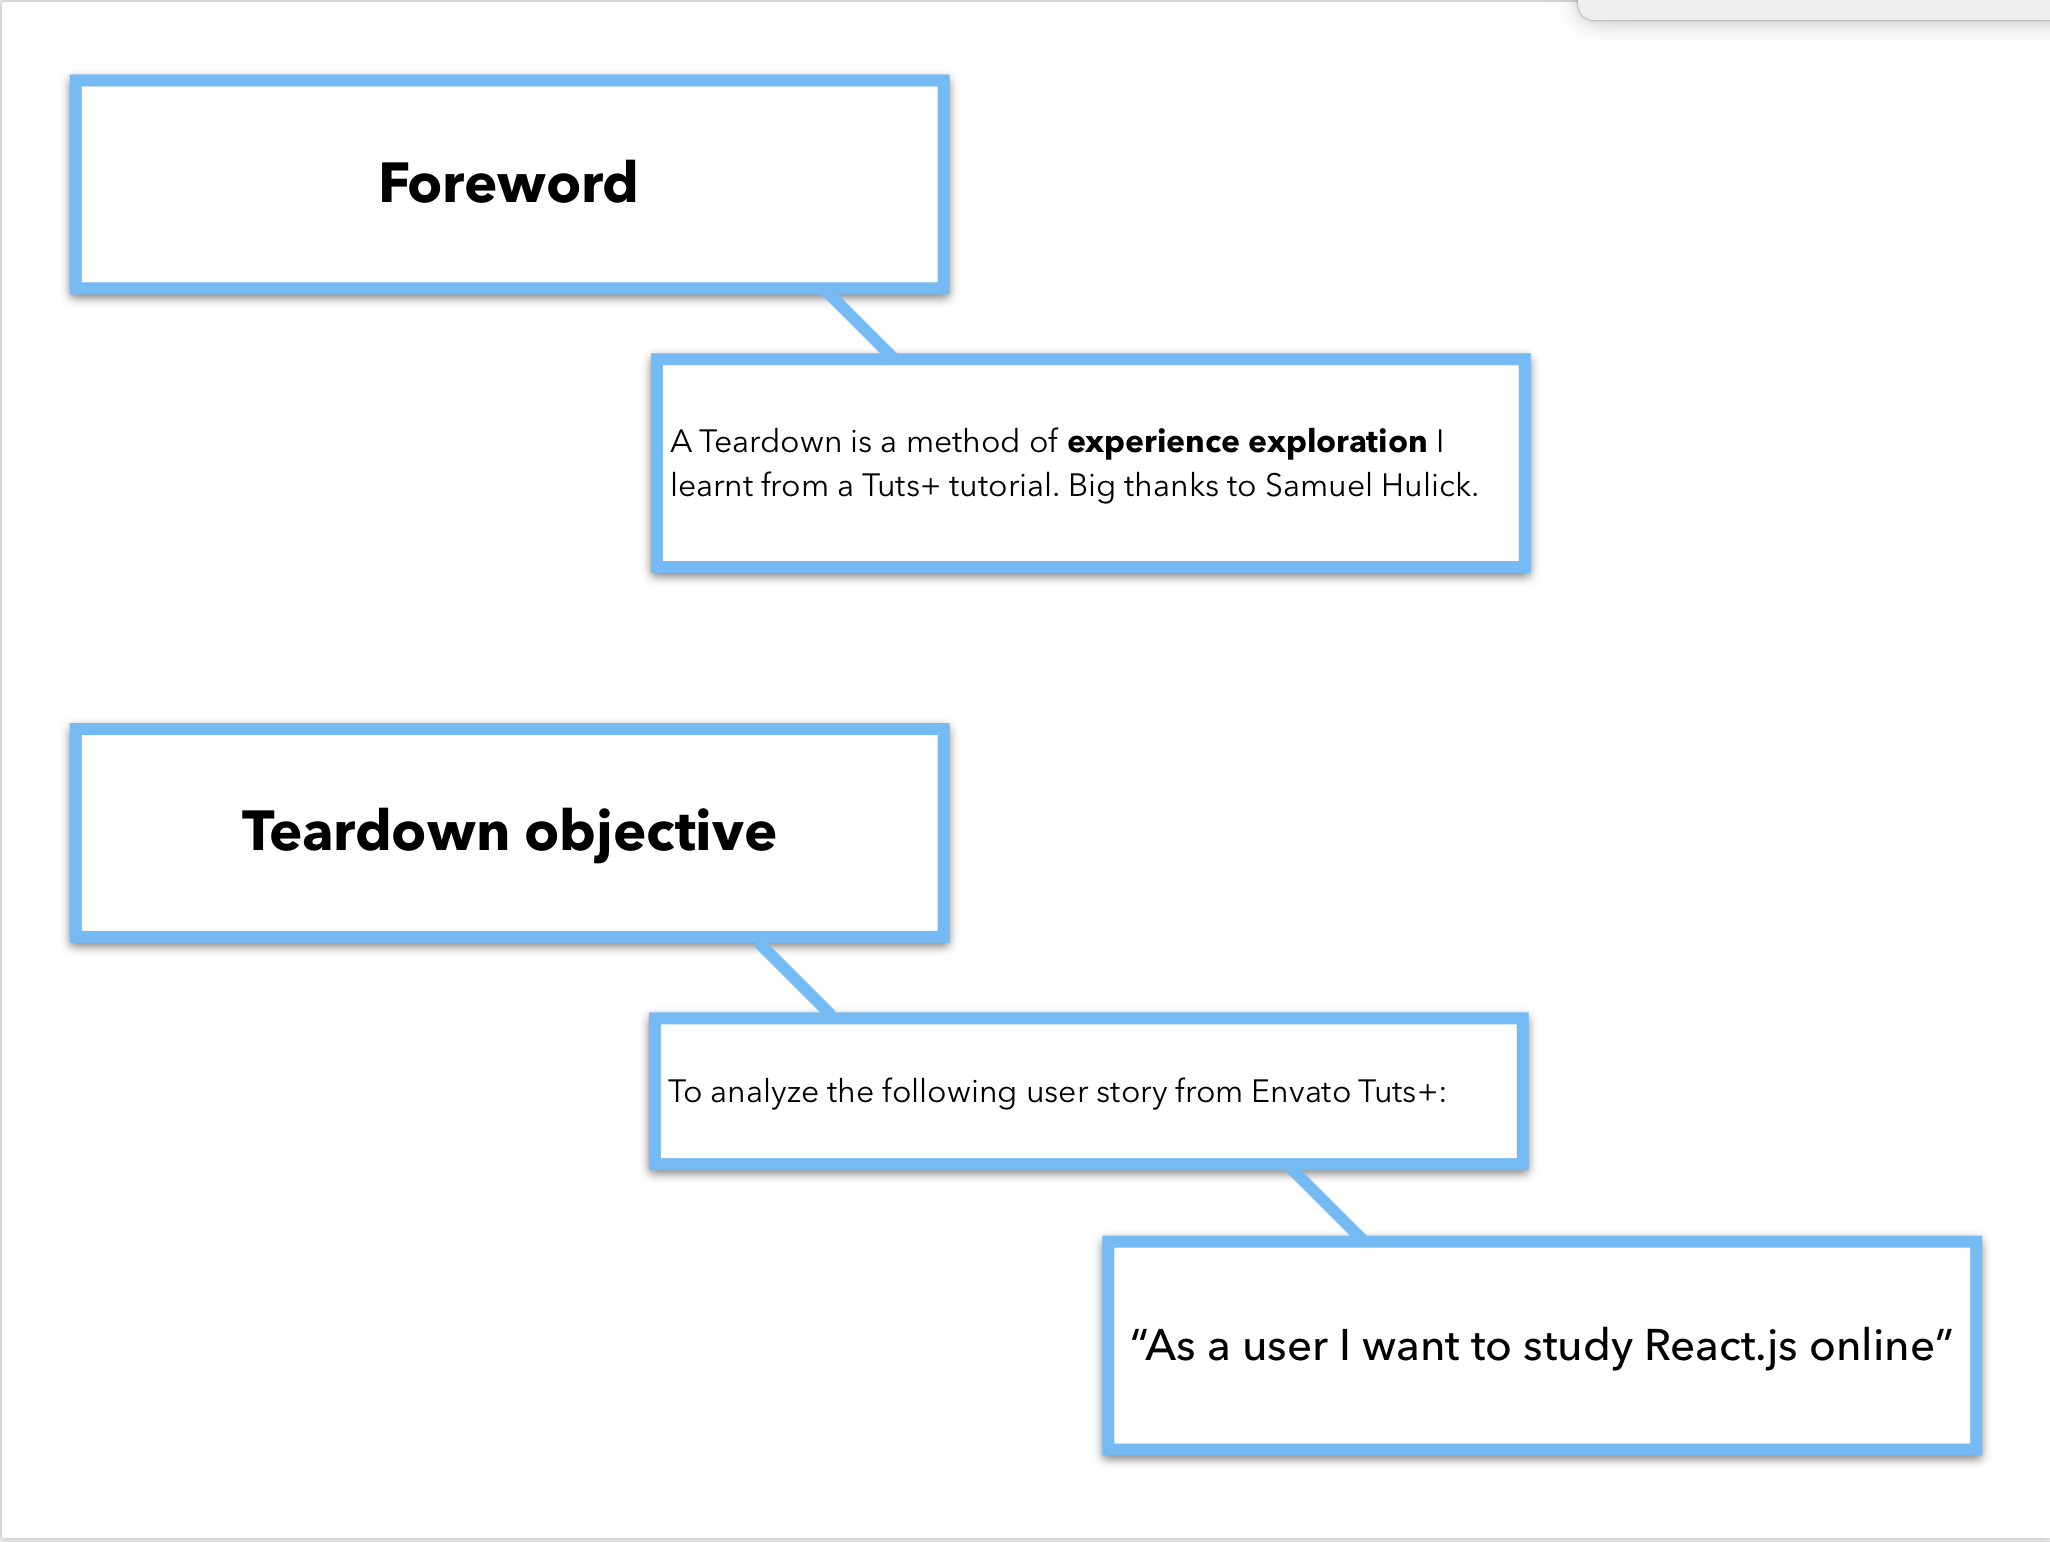 Foreword
A Teardown is a method of experience exploration I
learnt from a Tuts+ tutorial. Big thanks to Samuel Hulick.
Teardown objective
To analyze the following user story from Envato Tuts+:
“As a user I want to study React.js online”